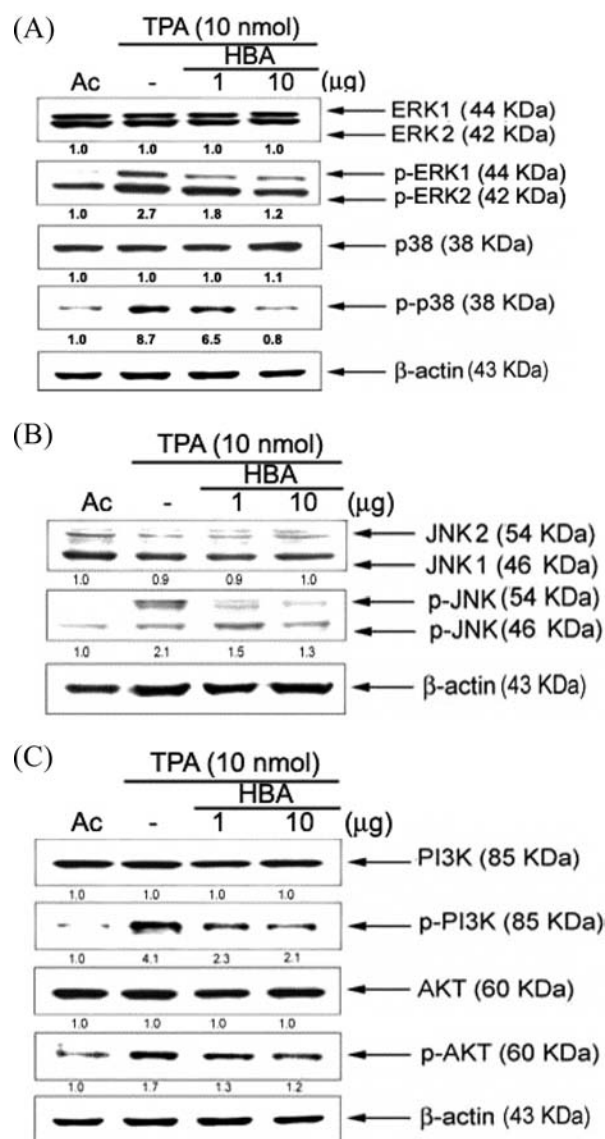 (A)
TPA (10 nmol)
HBA
Ac - 1 10 (μg)
ERK1 (44 KDa)
ERK2 (42 KDa)
1.0 1.0 1.0 1.0
p-ERK1 (44 KDa)
p-ERK2 (42 KDa)
1.0 2.7 1.8 1.2
p38 (38 KDa)
1.0 1.0 1.0 1.1
p-p38 (38 KDa)
1.0 8.7 6.5 0.8
β-actin (43 KDa)
(B)
TPA (10 nmol)
HBA
Ac - 1 10 (μg)
JNK2 (54 KDa)
JNK1 (46 KDa)
1.0 0.9 0.9 1.0
p-JNK (54 KDa)
p-JNK (46 KDa)
1.0 2.1 1.5 1.3
β-actin (43 KDa)
(C)
TPA (10 nmol)
HBA
Ac - 1 10 (μg)
PI3K (85 KDa)
1.0 1.0 1.0 1.0
p-PI3K (85 KDa)
1.0 4.1 2.3 2.1
AKT (60 KDa)
1.0 1.0 1.0 1.0
p-AKT (60 KDa)
1.0 1.7 1.3 1.2
β-actin (43 KDa)